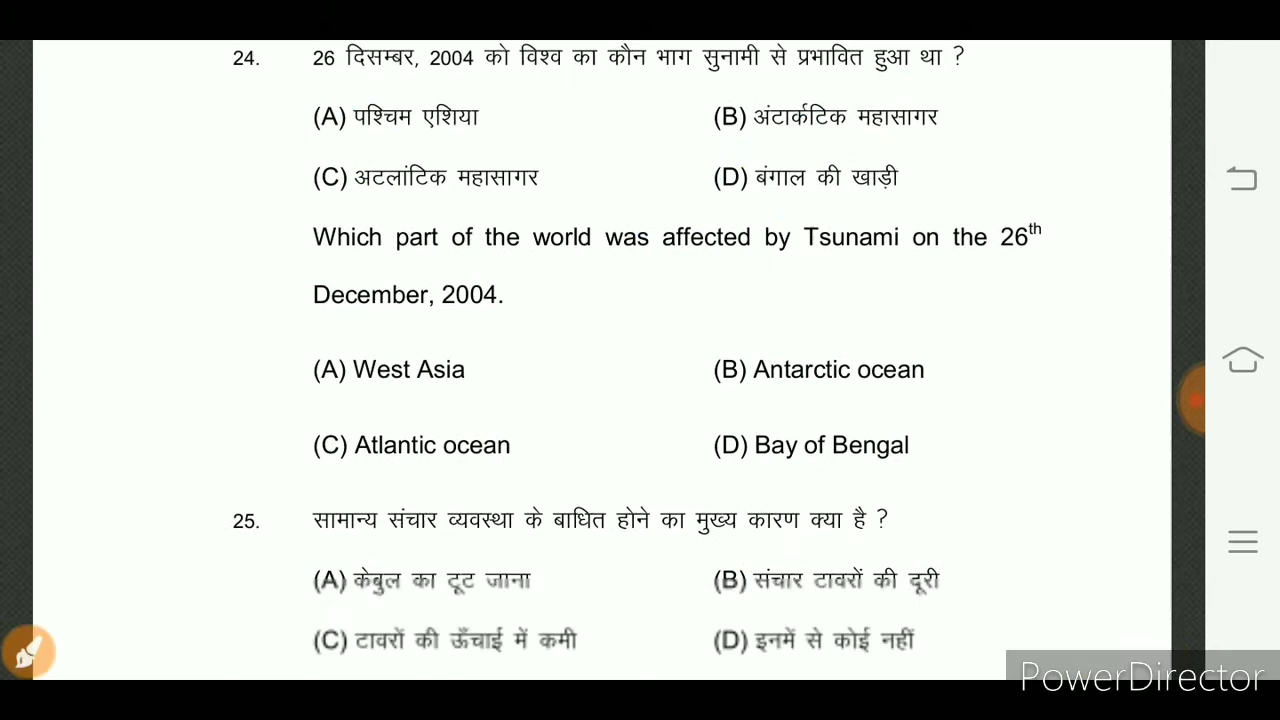 24. 26 दिसम्बर, 2004 को विश्व का कौन भाग सुनामी से प्रभावित हुआ था ?
(A) पश्चिम एशिया (B) अंटार्कटिक महासागर
(C) अटलांटिक महासागर (D) बंगाल की खाड़ी
Which part of the world was affected by Tsunami on the 26th
December, 2004.
(A) West Asia (B) Antarctic ocean
(C) Atlantic ocean (D) Bay of Bengal
25. सामान्य संचार व्यवस्था के बाधित होने का मुख्य कारण क्या है ?
(A) केबुल का टूट जाना (B) संचार टावरों की दूरी
(C) टावरों की ऊँचाई में कमी (D) इनमें से कोई नहीं
PowerDirector